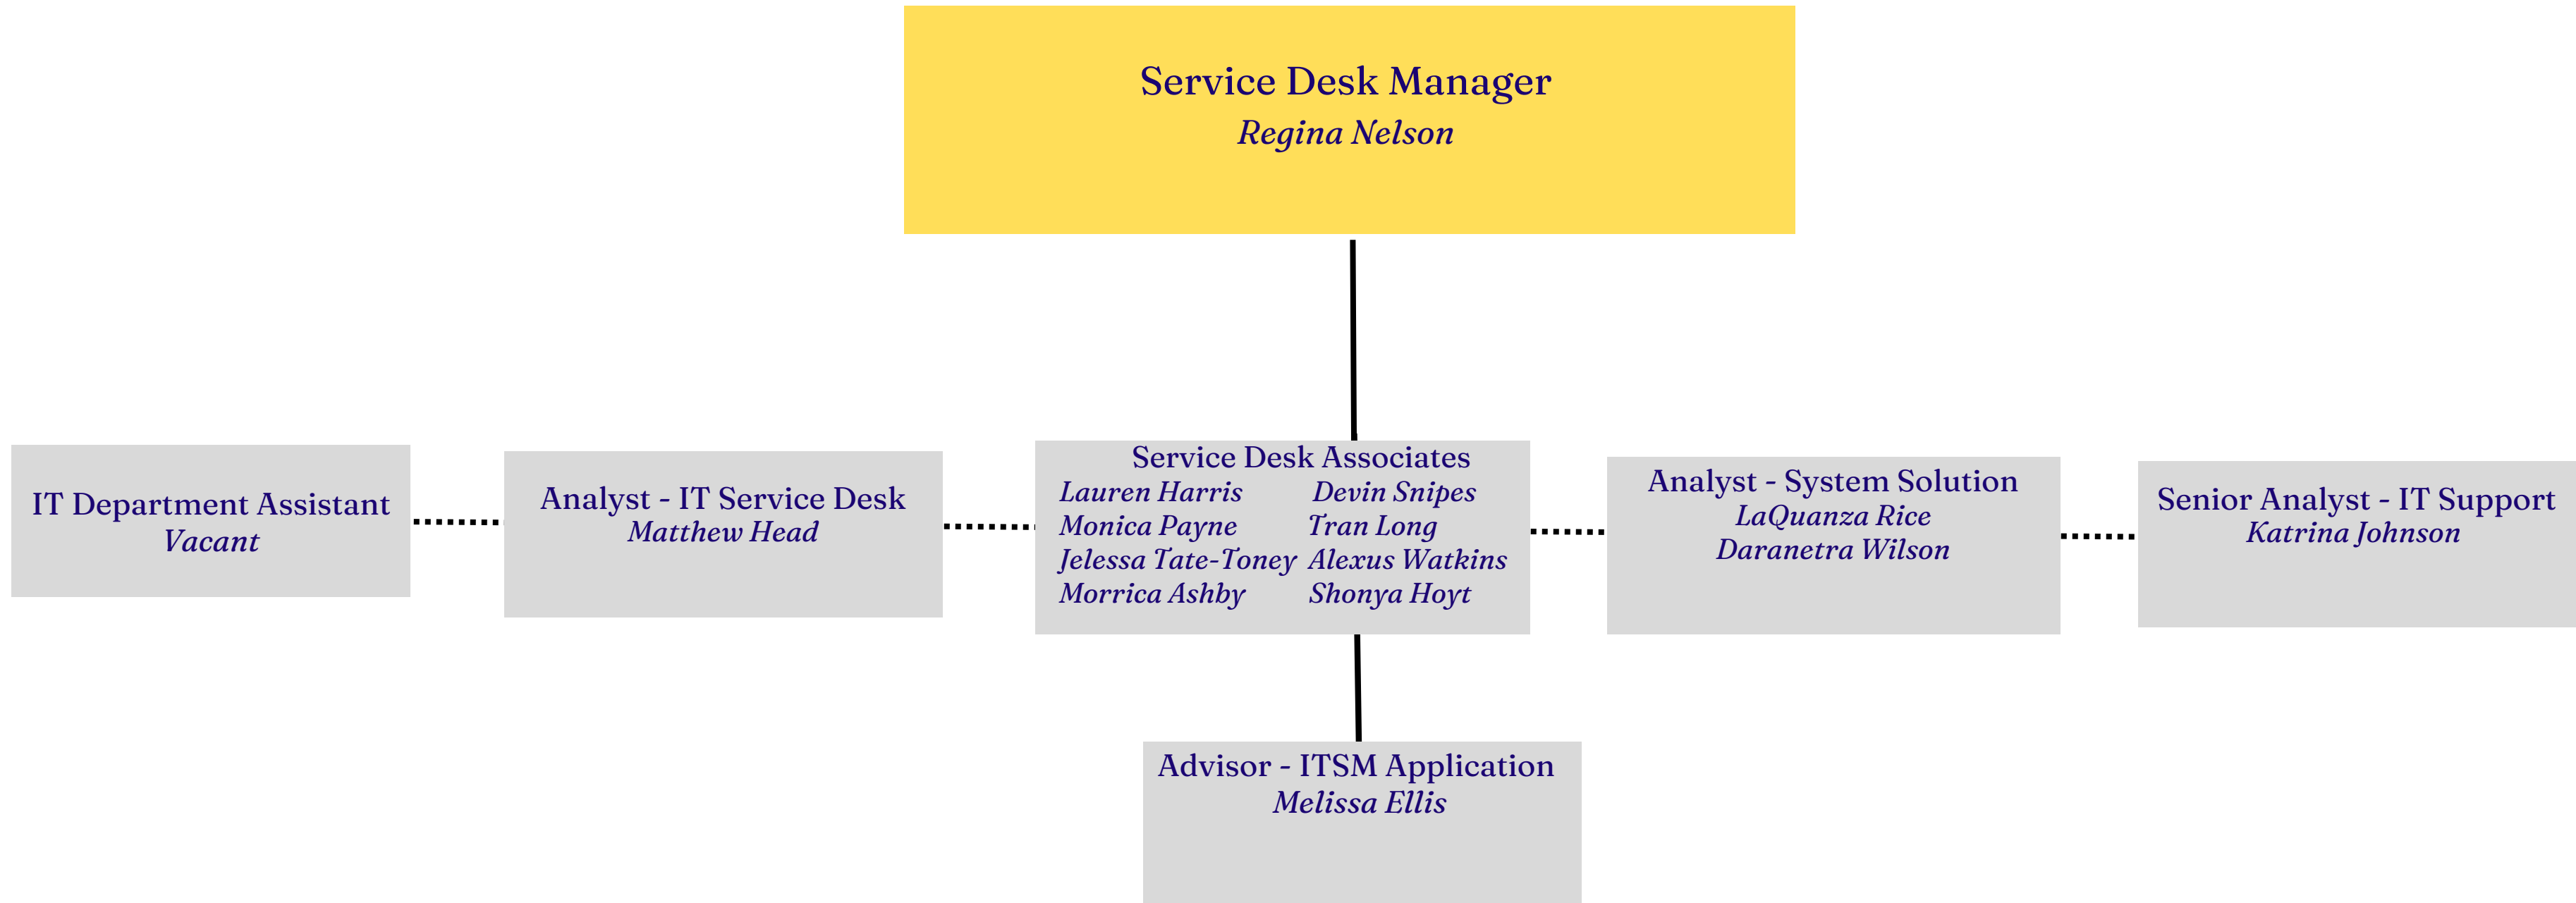 Service Desk Manager
Regina Nelson
IT Department Assistant
Vacant
Analyst - IT Service Desk
Matthew Head
Service Desk Associates
Lauren Harris Devin Snipes
Monica Payne Tran Long
Jelessa Tate-Toney Alexus Watkins
Morrica Ashby Shonya Hoyt
Analyst - System Solution
LaQuanza Rice
Daranetra Wilson
Senior Analyst - IT Support
Katrina Johnson
Advisor - ITSM Application
Melissa Ellis